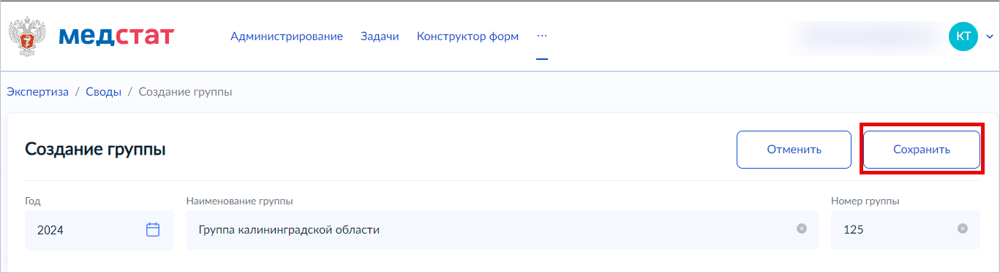 медстат
Администрирование Задачи Конструктор форм ...
КТ
Экспертиза / Своды / Создание группы
Создание группы
Отменить Сохранить
Год Наименование группы Номер группы
2024 Группа калининградской области 125